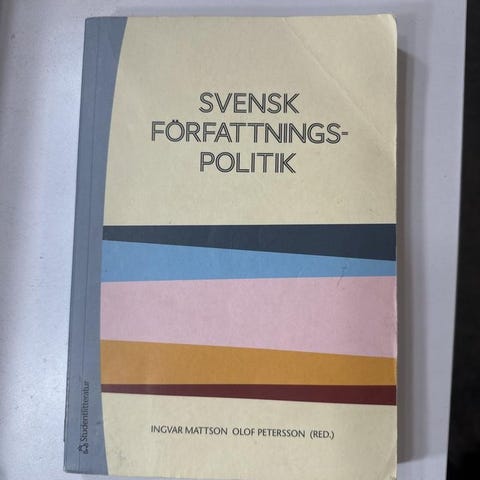 SVENSK
FÖRFATTNINGS-
POLITIK
INGVAR MATTSON OLOF PETERSSON (RED.)
Studentlitteratur